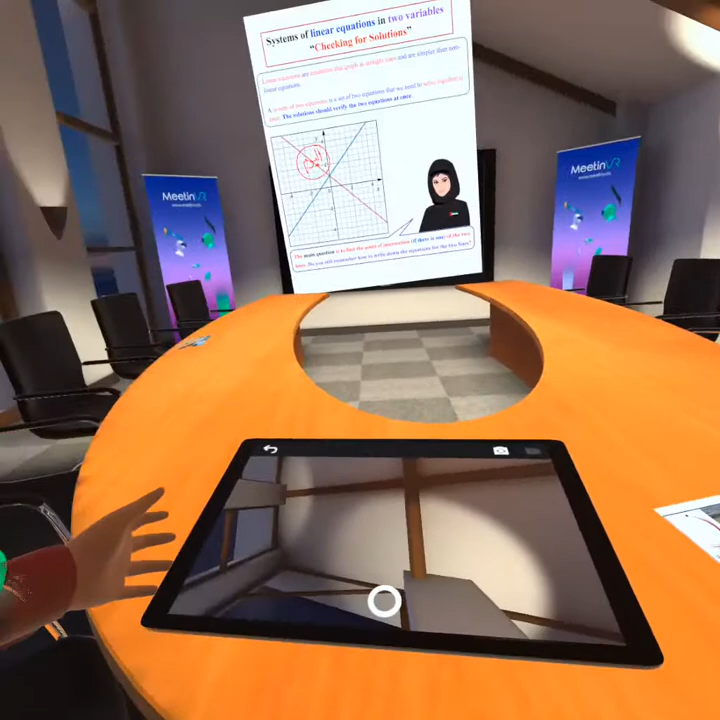 Systems of linear equations in two variables
"Checking for Solutions"
Linear equations are equations that graph as straight lines and are simpler than non-
linear equations.
A system of two equations is a set of two equations that we need to solve together at
once. The solutions should verify the two equations at once.
MeetinVR
MeetinVR
The main question is to find the point of intersection (if there is one) of the two
lines. Do you still remember how to write down the equations for the two lines?